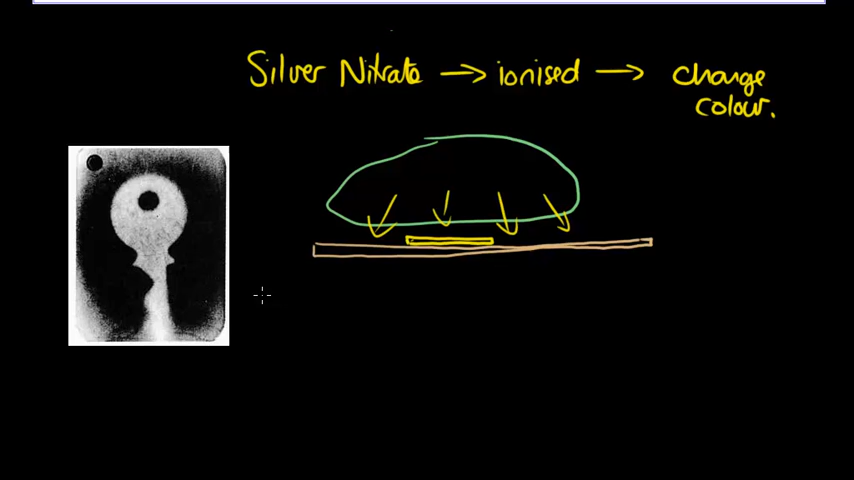 Silver Nitrate → ionised → change
colour.